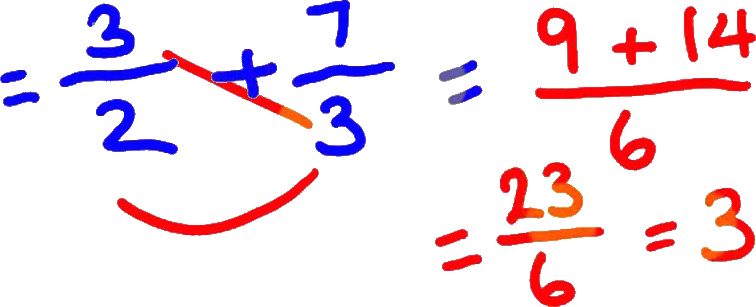 = 3/2 + 7/3 = 9 + 14/6
= 23/6 = 3